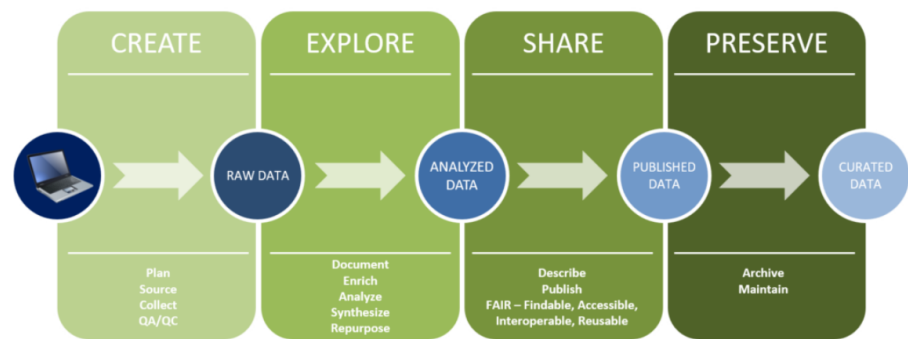 CREATE
EXPLORE
SHARE
PRESERVE
RAW DATA
ANALYZED
DATA
PUBLISHED
DATA
CURATED
DATA
Plan
Source
Collect
QA/QC
Document
Enrich
Analyze
Synthesize
Repurpose
Describe
Publish
FAIR – Findable, Accessible,
Interoperable, Reusable
Archive
Maintain